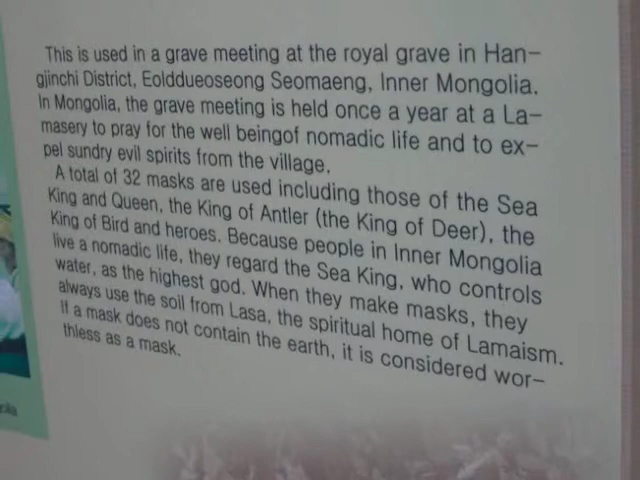 This is used in a grave meeting at the royal grave in Han-
gjinchi District, Eolddueoseong Seomaeng, Inner Mongolia.
In Mongolia, the grave meeting is held once a year at a La-
masery to pray for the well beingof nomadic life and to ex-
pel sundry evil spirits from the village.
A total of 32 masks are used including those of the Sea
King and Queen, the King of Antler (the King of Deer), the
King of Bird and heroes. Because people in Inner Mongolia
live a nomadic life, they regard the Sea King, who controls
water, as the highest god. When they make masks, they
always use the soil from Lasa, the spiritual home of Lamaism.
If a mask does not contain the earth, it is considered wor-
thless as a mask.